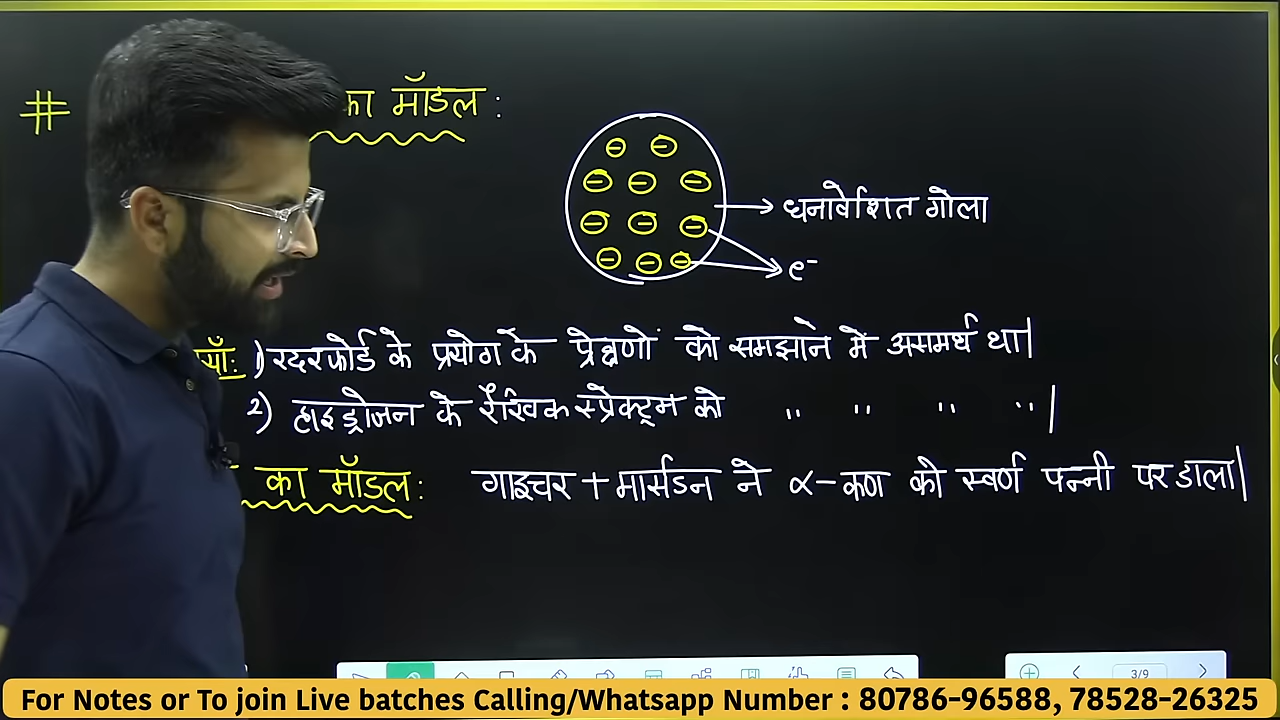 # का मॉडल :
धनावेशित गोला
e⁻
याँ: 1) रदरफोर्ड के प्रयोग के प्रेक्षणों को समझाने में असमर्थ था|
2) हाइड्रोजन के रैखिक स्प्रेक्ट्रम को " " " "|
का मॉडल: गाइचर + मार्सडन ने α-कण को स्वर्ण पन्नी पर डाला|
3/9
For Notes or To join Live batches Calling/Whatsapp Number : 80786-96588, 78528-26325